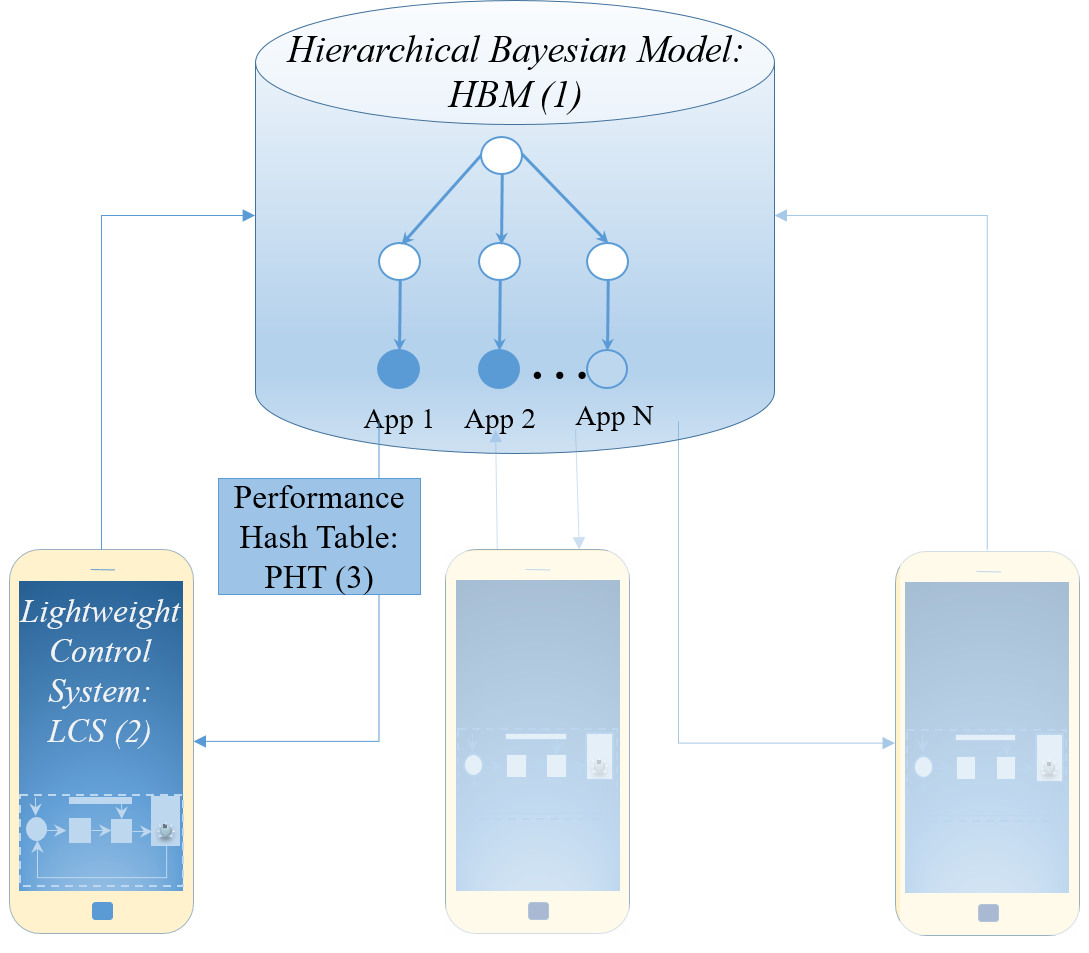 Hierarchical Bayesian Model:
HBM (1)
. . .
App 1
App 2
App N
Performance
Hash Table:
PHT (3)
Lightweight
Control
System:
LCS (2)